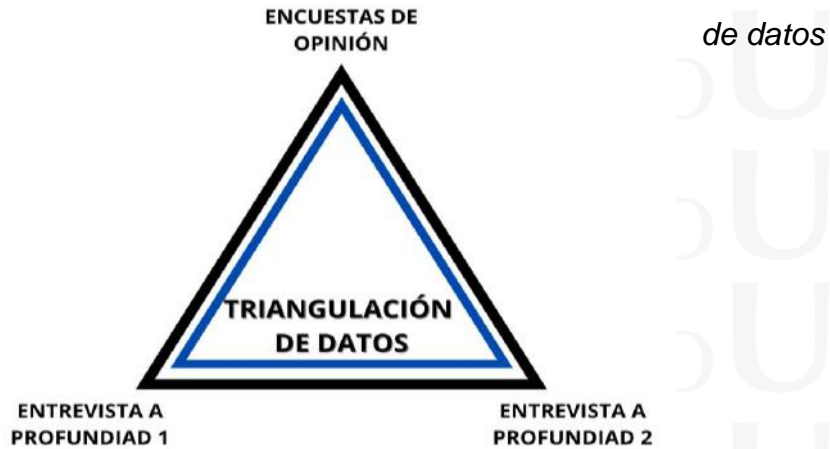 ENCUESTAS DE
OPINIÓN
de datos
TRIANGULACIÓN
DE DATOS
ENTREVISTA A
PROFUNDIAD 1
ENTREVISTA A
PROFUNDIAD 2